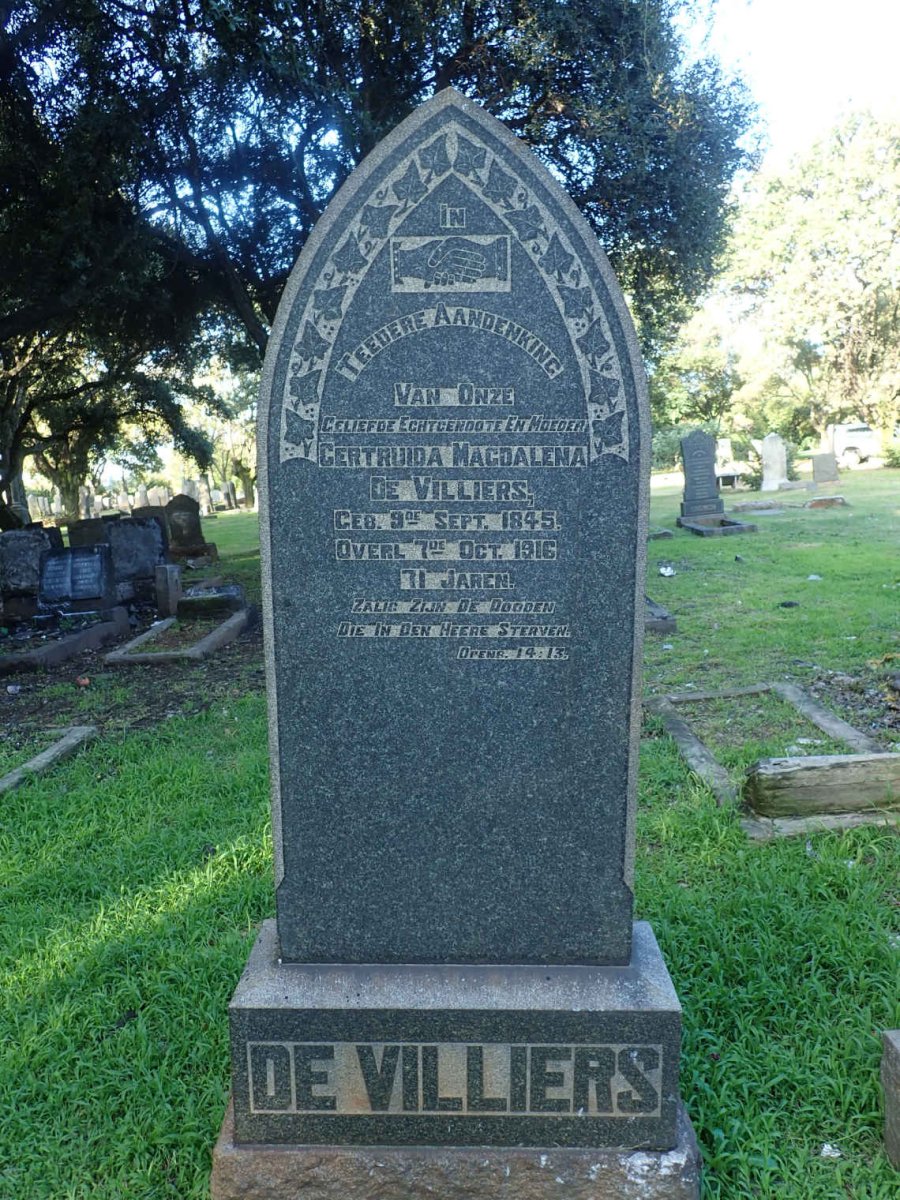 IN
TEEDERE AANDENKING
VAN ONZE
GELIEFDE ECHTGENOOTE EN MOEDER
GERTRUIDA MAGDALENA
DE VILLIERS,
GEB. 9DE SEPT. 1845.
OVERL 7DE OCT. 1916
71 JAREN.
ZALIG ZIJN DE DOODEN
DIE IN DEN HEERE STERVEN.
OPENB. 14:13.
DE VILLIERS